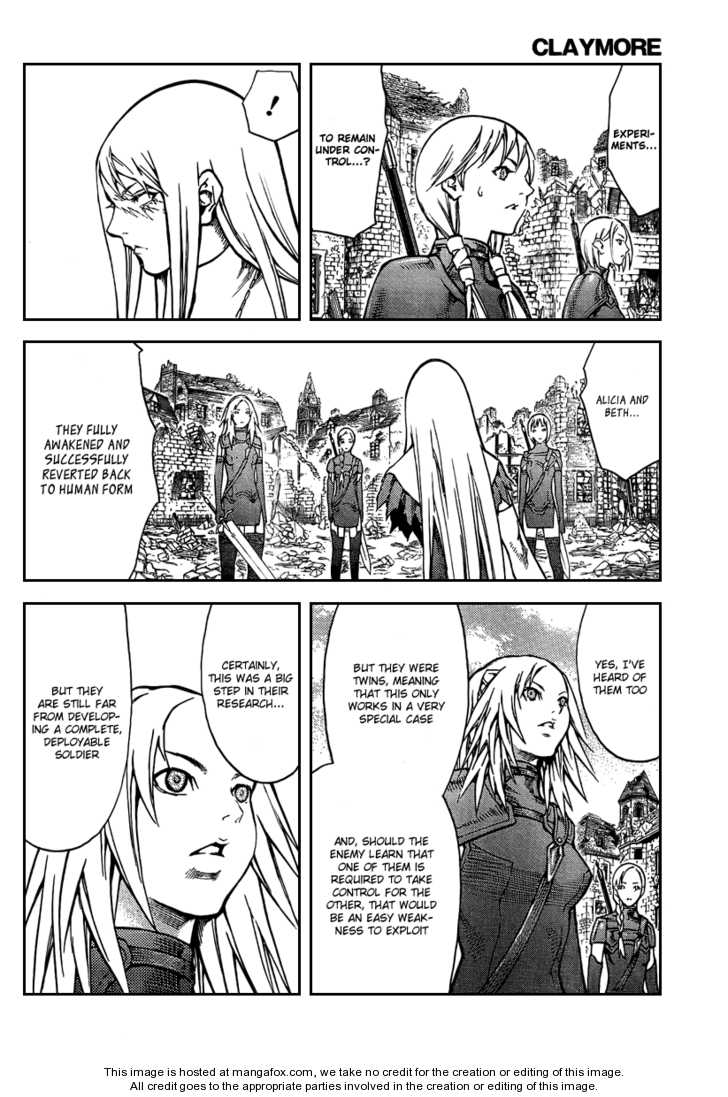 CLAYMORE
EXPERI-
MENTS...
TO REMAIN
UNDER CON-
TROL...?
!
ALICIA AND
BETH...
THEY FULLY
AWAKENED AND
SUCCESSFULLY
REVERTED BACK
TO HUMAN FORM
YES, I'VE
HEARD OF
THEM TOO
BUT THEY WERE
TWINS, MEANING
THAT THIS ONLY
WORKS IN A VERY
SPECIAL CASE
AND, SHOULD THE
ENEMY LEARN THAT
ONE OF THEM IS
REQUIRED TO TAKE
CONTROL FOR THE
OTHER, THAT WOULD
BE AN EASY WEAK-
NESS TO EXPLOIT
CERTAINLY,
THIS WAS A BIG
STEP IN THEIR
RESEARCH...
BUT THEY
ARE STILL FAR
FROM DEVELOP-
ING A COMPLETE,
DEPLOYABLE
SOLDIER
This image is hosted at mangafox.com, we take no credit for the creation or editing of this image.
All credit goes to the appropriate parties involved in the creation or editing of this image.